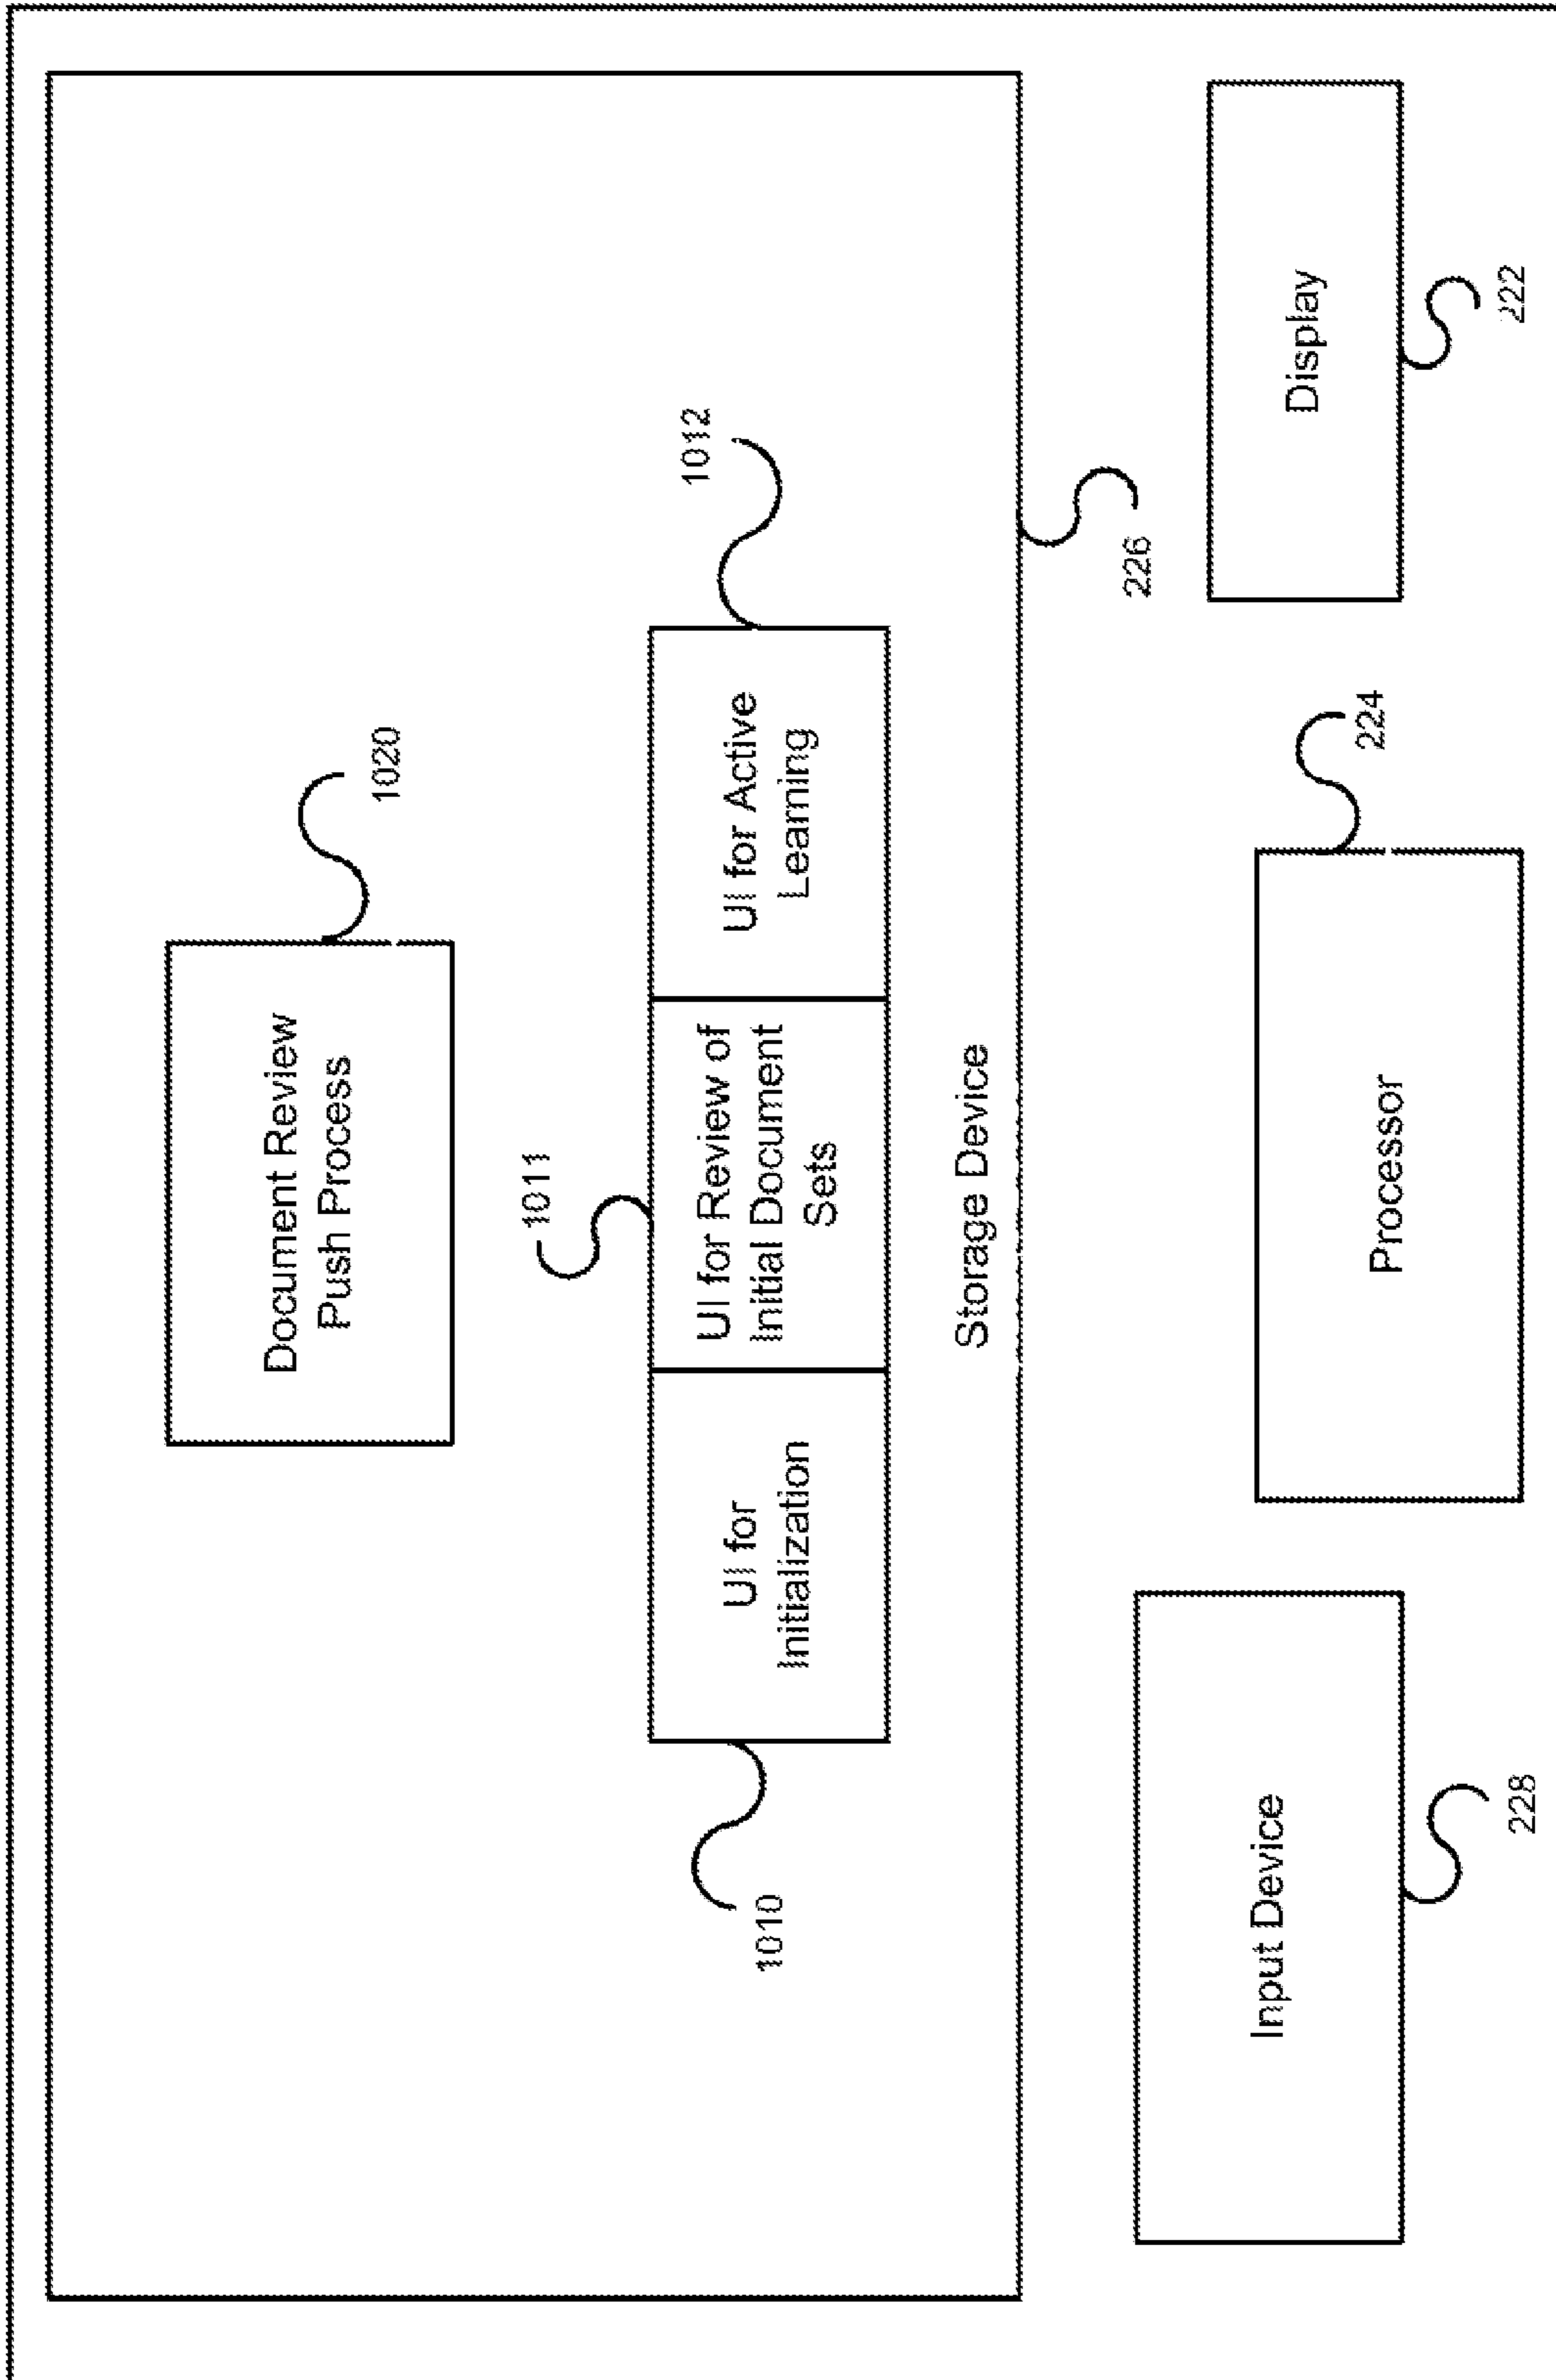 Document Review
Push Process
1020
1011
1012
UI for
Initialization
UI for Review of
Initial Document
Sets
UI for Active
Learning
1010
Storage Device
226
Input Device
Processor
224
Display
228
222